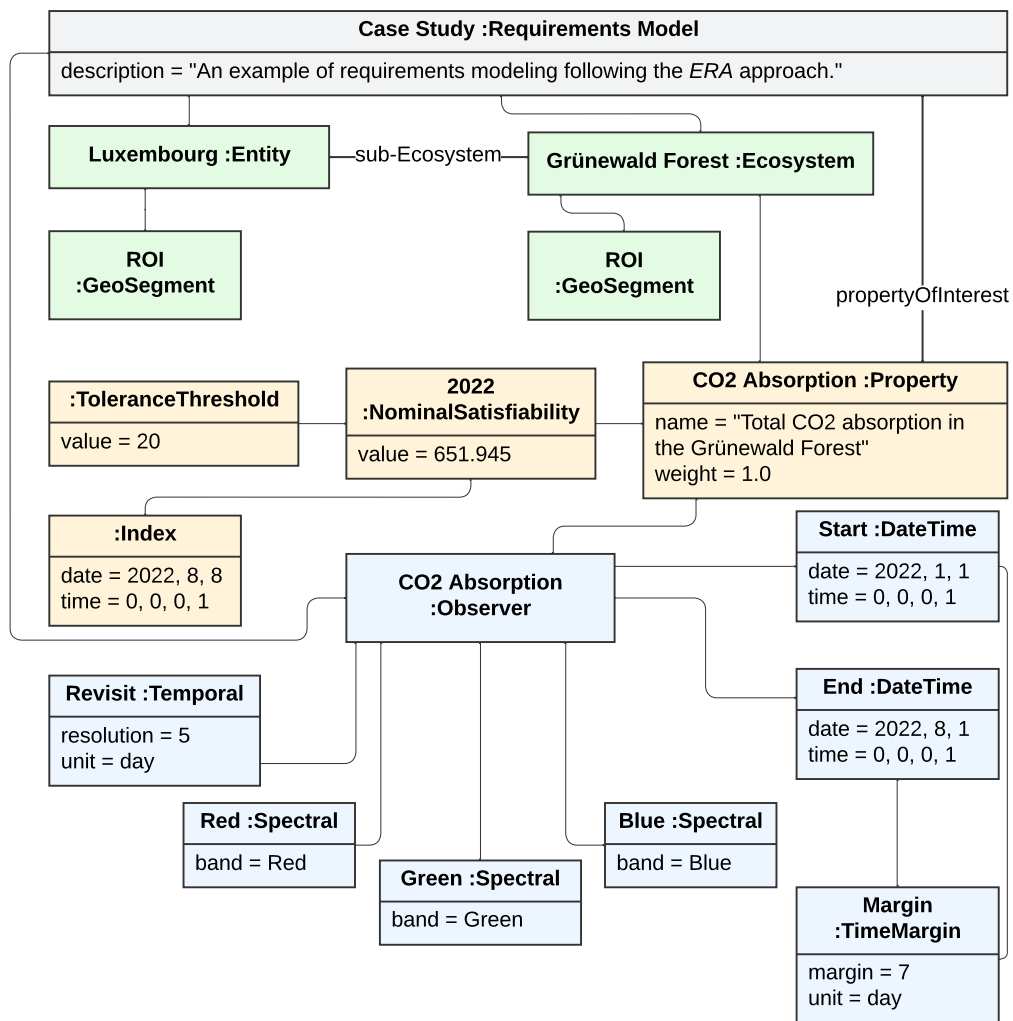 Case Study :Requirements Model
description = "An example of requirements modeling following the ERA approach."
Luxembourg :Entity
sub-Ecosystem
Grünewald Forest :Ecosystem
ROI
:GeoSegment
ROI
:GeoSegment
propertyOfInterest
:ToleranceThreshold
value = 20
2022
:NominalSatisfiability
value = 651.945
CO2 Absorption :Property
name = "Total CO2 absorption in
the Grünewald Forest"
weight = 1.0
:Index
date = 2022, 8, 8
time = 0, 0, 0, 1
CO2 Absorption
:Observer
Start :DateTime
date = 2022, 1, 1
time = 0, 0, 0, 1
Revisit :Temporal
resolution = 5
unit = day
End :DateTime
date = 2022, 8, 1
time = 0, 0, 0, 1
Red :Spectral
band = Red
Green :Spectral
band = Green
Blue :Spectral
band = Blue
Margin
:TimeMargin
margin = 7
unit = day